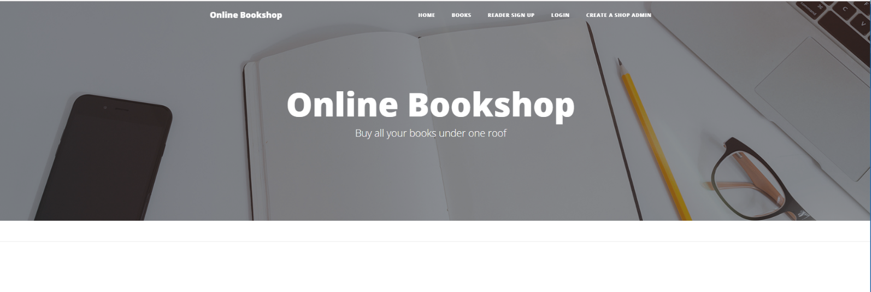 Online Bookshop
HOME BOOKS READER SIGN UP LOGIN CREATE A SHOP ADMIN
Online Bookshop
Buy all your books under one roof